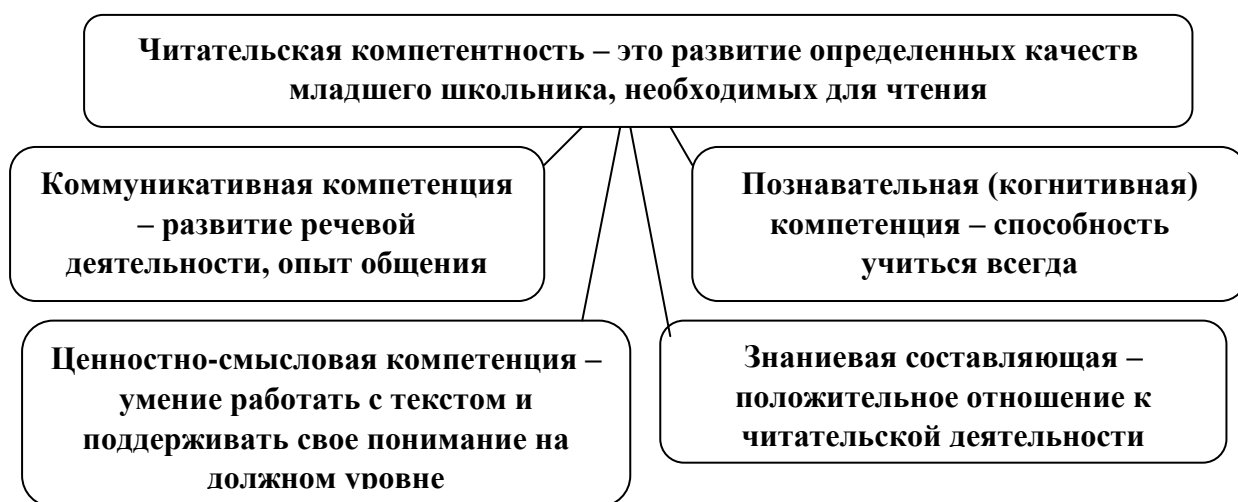 Читательская компетентность – это развитие определенных качеств
младшего школьника, необходимых для чтения
Коммуникативная компетенция
– развитие речевой
деятельности, опыт общения
Познавательная (когнитивная)
компетенция – способность
учиться всегда
Ценностно-смысловая компетенция –
умение работать с текстом и
поддерживать свое понимание на
должном уровне
Знаниевая составляющая –
положительное отношение к
читательской деятельности